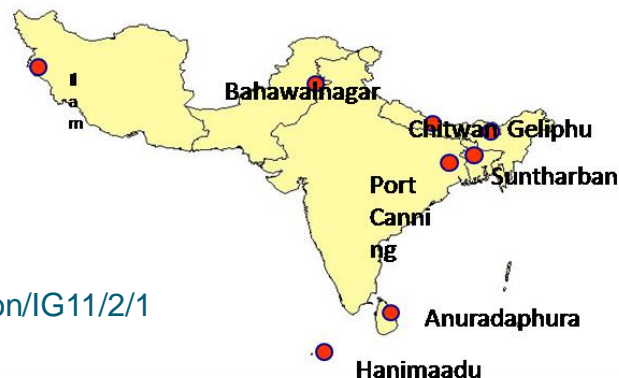 I
a
m
Bahawalnagar
Chitwan Geliphu
Suntharban
Port
Canni
ng
on/IG11/2/1
Anuradaphura
Hanimaadu